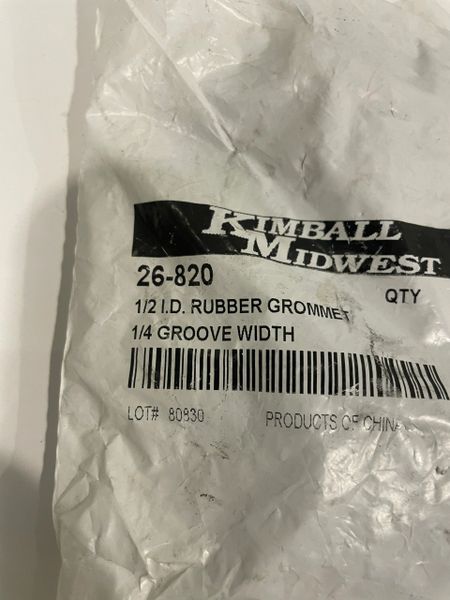 KIMBALL
MIDWEST
26-820
QTY
1/2 I.D. RUBBER GROMMET
1/4 GROOVE WIDTH
LOT# 80830
PRODUCTS OF CHINA